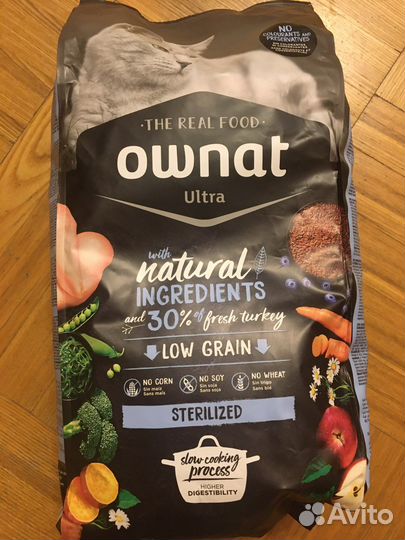 NO
COLOURANTS AND
PRESERVATIVES
· THE REAL FOOD ·
ownat
Ultra
with
natural
INGREDIENTS
and 30% of fresh turkey
LOW GRAIN
NO CORN
Sin maíz
Sans maïs
NO SOY
Sin soja
Sans soja
NO WHEAT
Sin trigo
Sans blé
STERILIZED
slow cooking
process
HIGHER
DIGESTIBILITY
Avito